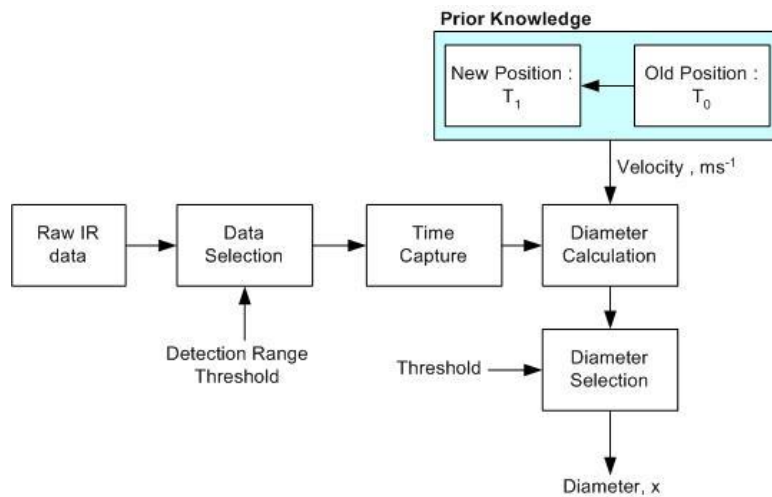 Prior Knowledge
New Position :
T₁
Old Position :
T₀
Velocity , ms⁻¹
Raw IR
data
Data
Selection
Time
Capture
Diameter
Calculation
Detection Range
Threshold
Threshold
Diameter
Selection
Diameter, x